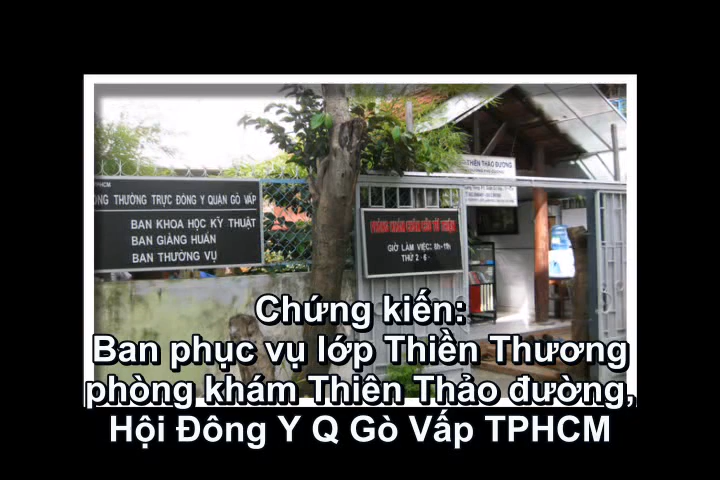 TPHCM
PHÒNG THƯỜNG TRỰC ĐÔNG Y QUẬN GÒ VẤP
BAN KHOA HỌC KỸ THUẬT
BAN GIẢNG HUẤN
BAN THƯỜNG VỤ
THIÊN THẢO ĐƯỜNG
GIỜ LÀM VIỆC: 8h-11h
THỨ 2 - 6
Chứng kiến:
Ban phục vụ lớp Thiền Thương
phòng khám Thiên Thảo đường,
Hội Đông Y Q Gò Vấp TPHCM